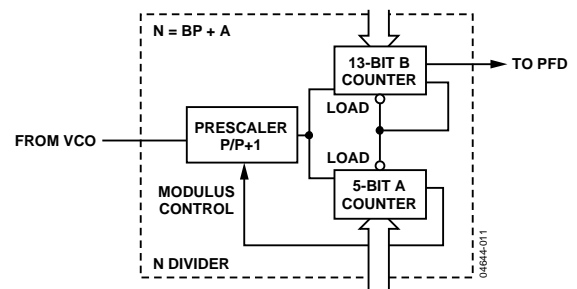 N = BP + A
13-BIT B
COUNTER
TO PFD
LOAD
PRESCALER
P/P+1
FROM VCO
LOAD
MODULUS
CONTROL
5-BIT A
COUNTER
N DIVIDER
04644-011